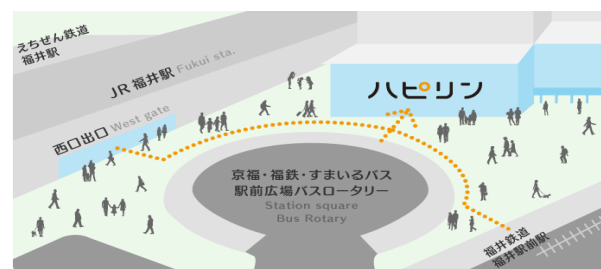 えちぜん鉄道
福井駅
JR 福井駅 Fukui sta.
西口出口 West gate
ハピリン
京福・福鉄・すまいるバス
駅前広場バスロータリー
Station square
Bus Rotary
福井鉄道
福井駅前駅